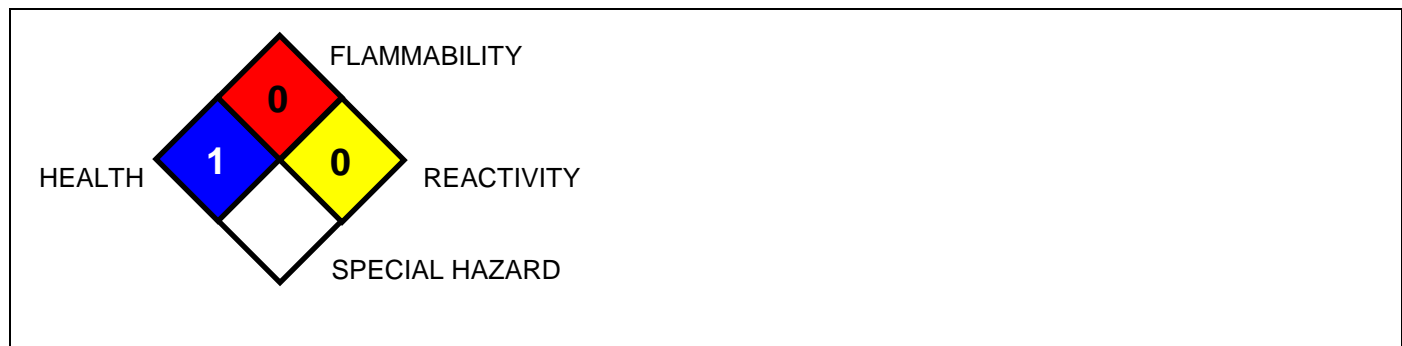 FLAMMABILITY
0
1
0
HEALTH
REACTIVITY
SPECIAL HAZARD